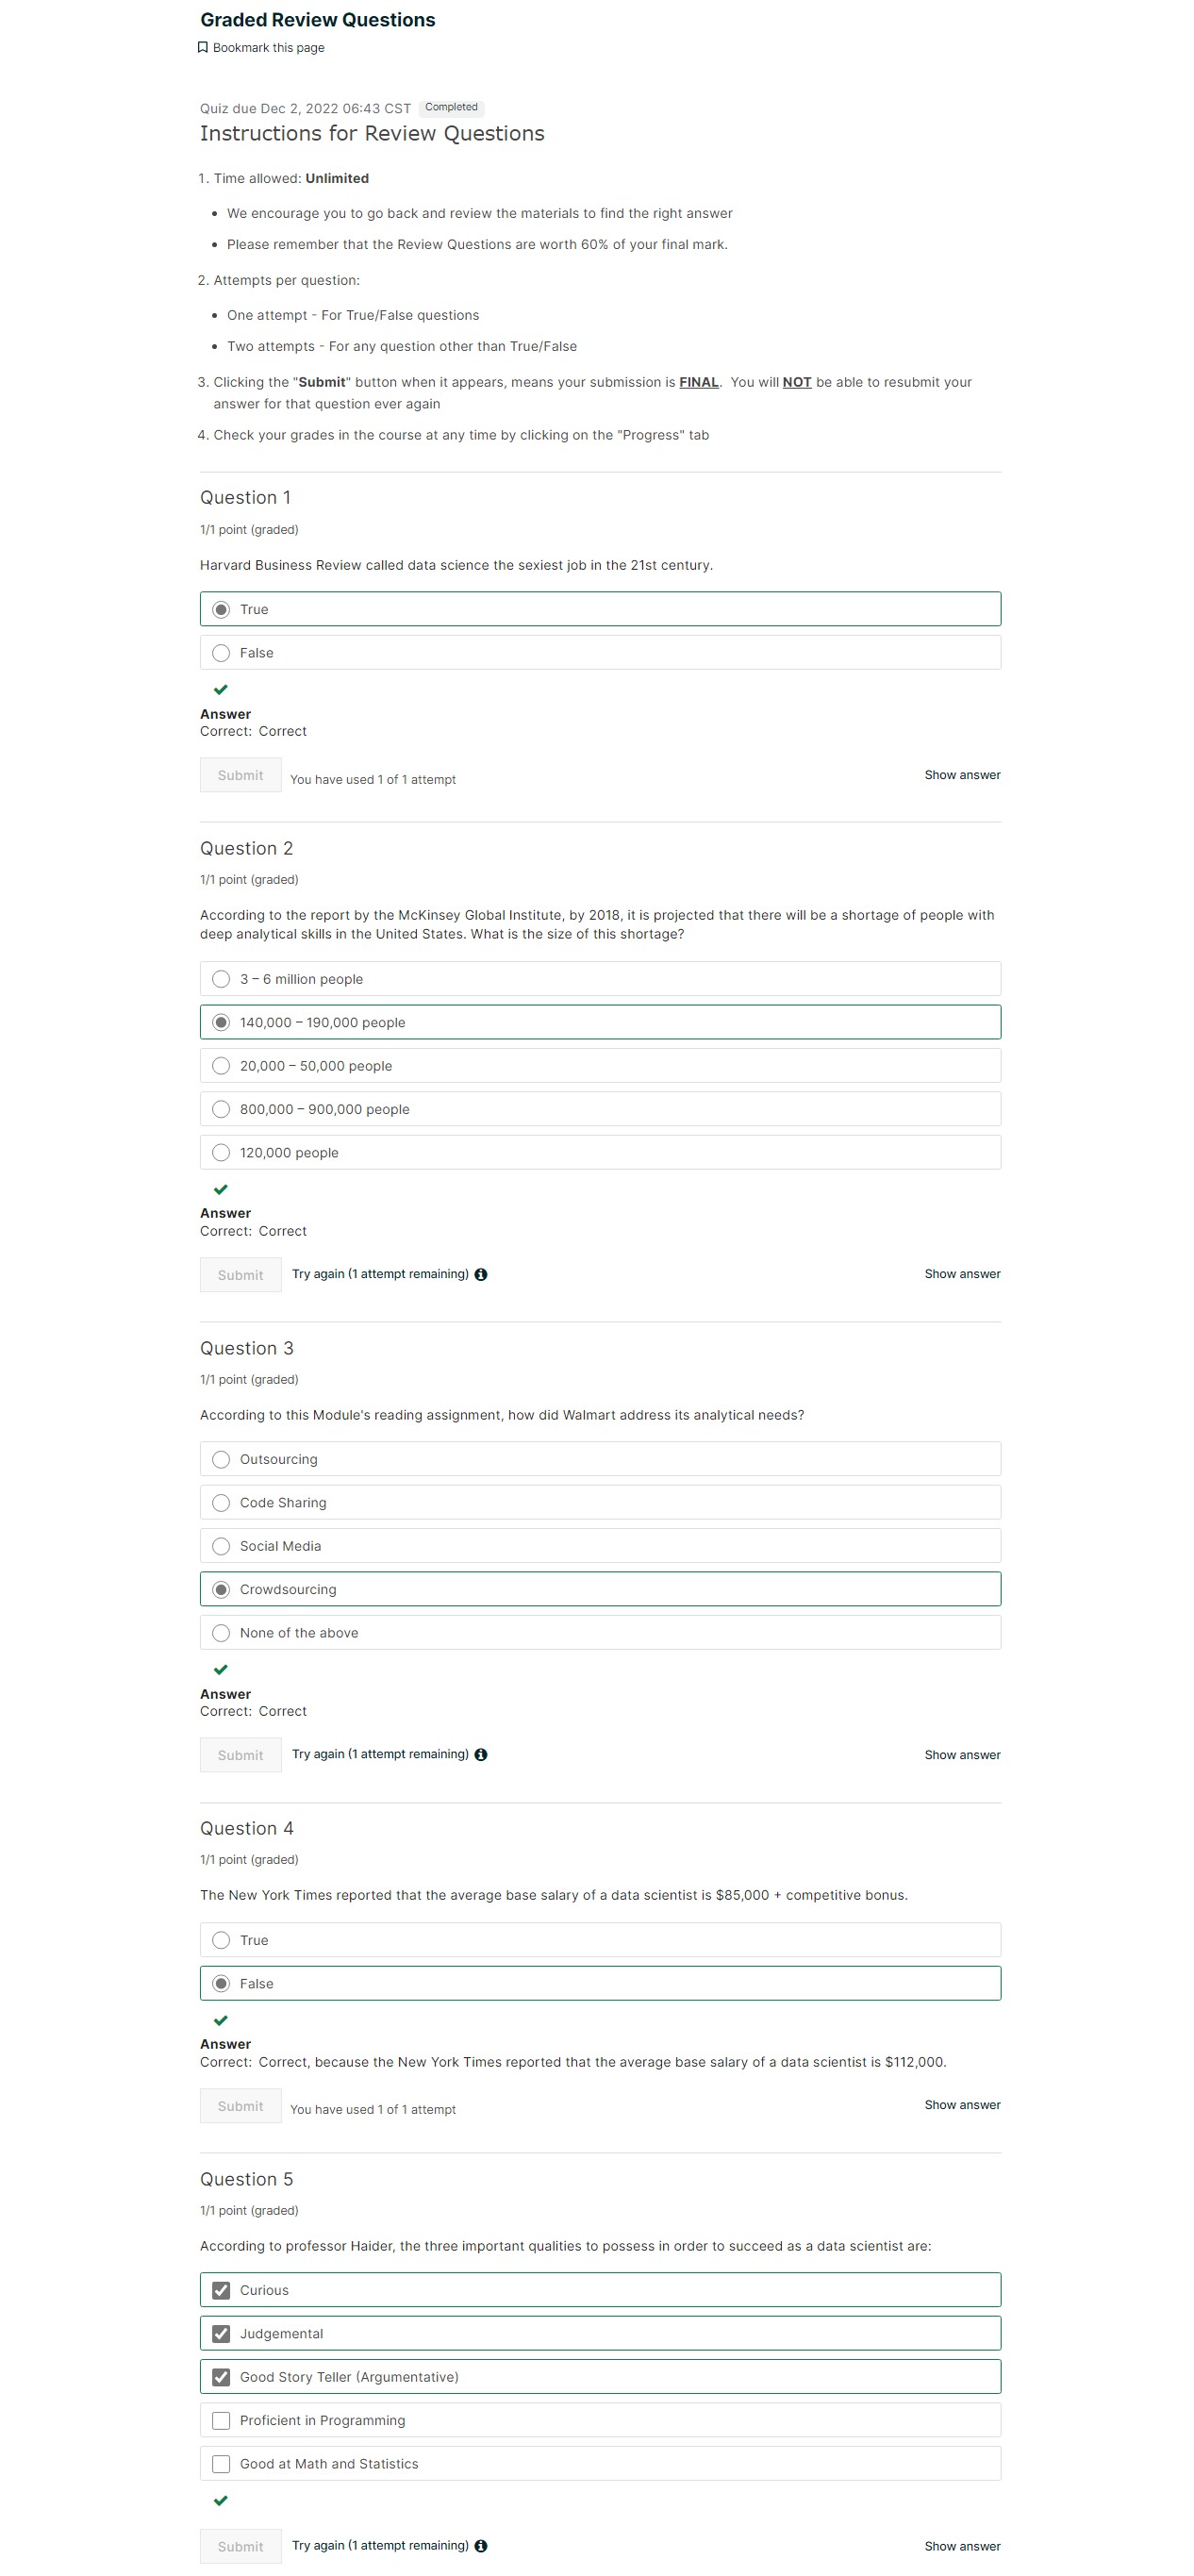 Graded Review Questions
Bookmark this page
Quiz due Dec 2, 2022 06:43 CST Completed
Instructions for Review Questions
1. Time allowed: Unlimited
• We encourage you to go back and review the materials to find the right answer
• Please remember that the Review Questions are worth 60% of your final mark.
2. Attempts per question:
• One attempt - For True/False questions
• Two attempts - For any question other than True/False
3. Clicking the "Submit" button when it appears, means your submission is FINAL. You will NOT be able to resubmit your
answer for that question ever again
4. Check your grades in the course at any time by clicking on the "Progress" tab
Question 1
1/1 point (graded)
Harvard Business Review called data science the sexiest job in the 21st century.
True
False
Answer
Correct: Correct
Submit You have used 1 of 1 attempt Show answer
Question 2
1/1 point (graded)
According to the report by the McKinsey Global Institute, by 2018, it is projected that there will be a shortage of people with
deep analytical skills in the United States. What is the size of this shortage?
3 – 6 million people
140,000 – 190,000 people
20,000 – 50,000 people
800,000 – 900,000 people
120,000 people
Answer
Correct: Correct
Submit Try again (1 attempt remaining) Show answer
Question 3
1/1 point (graded)
According to this Module's reading assignment, how did Walmart address its analytical needs?
Outsourcing
Code Sharing
Social Media
Crowdsourcing
None of the above
Answer
Correct: Correct
Submit Try again (1 attempt remaining) Show answer
Question 4
1/1 point (graded)
The New York Times reported that the average base salary of a data scientist is $85,000 + competitive bonus.
True
False
Answer
Correct: Correct, because the New York Times reported that the average base salary of a data scientist is $112,000.
Submit You have used 1 of 1 attempt Show answer
Question 5
1/1 point (graded)
According to professor Haider, the three important qualities to possess in order to succeed as a data scientist are:
Curious
Judgemental
Good Story Teller (Argumentative)
Proficient in Programming
Good at Math and Statistics
Submit Try again (1 attempt remaining) Show answer